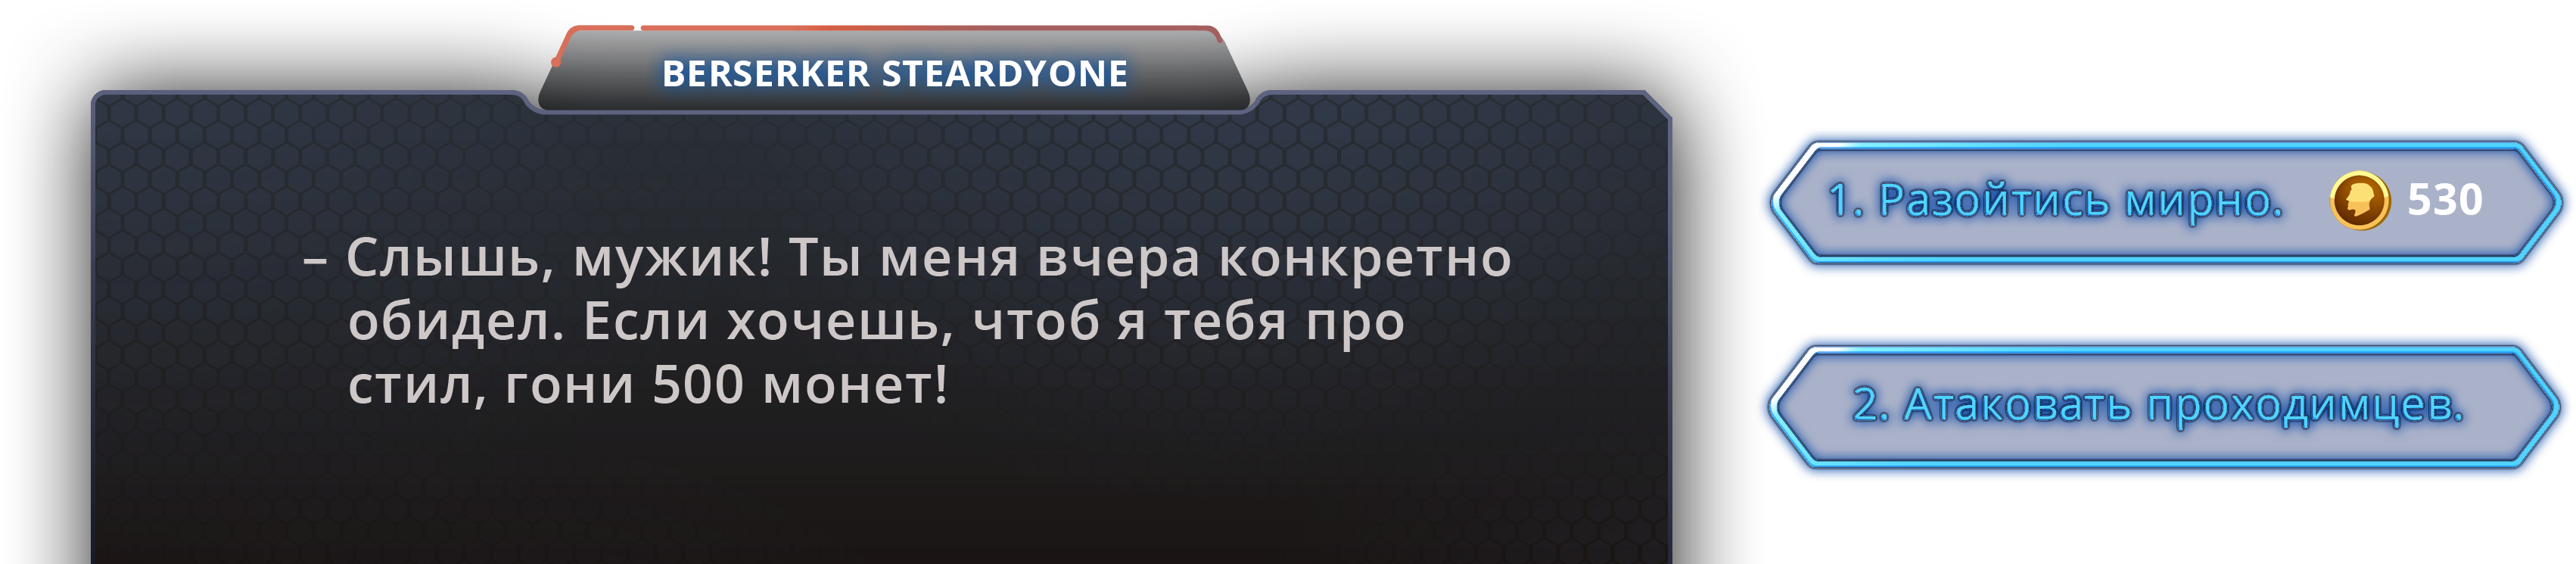 BERSERKER STEARDYONE
– Слышь, мужик! Ты меня вчера конкретно
обидел. Если хочешь, чтоб я тебя про
стил, гони 500 монет!
1. Разойтись мирно. 530
2. Атаковать проходимцев.